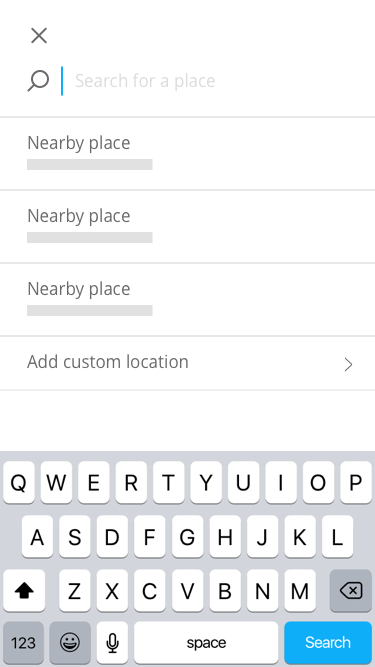 Search for a place
Nearby place
Nearby place
Nearby place
Add custom location
Q W E R T Y U I O P
A S D F G H J K L
Z X C V B N M
123 space Search